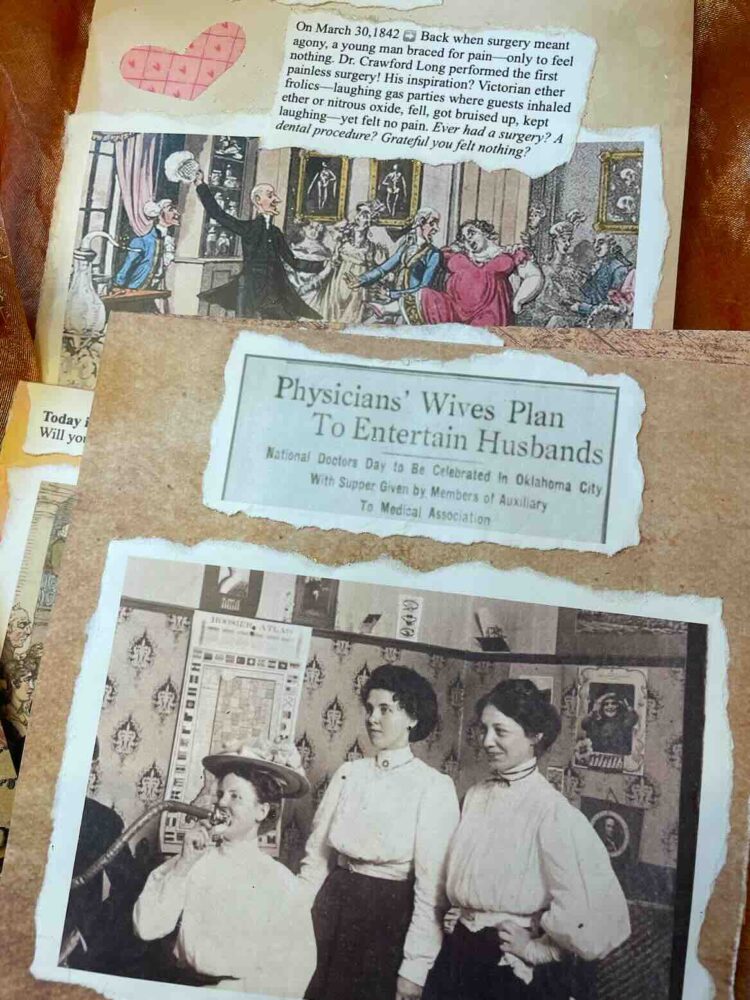 On March 30,1842 ➡ Back when surgery meant
agony, a young man braced for pain—only to feel
nothing. Dr. Crawford Long performed the first
painless surgery! His inspiration? Victorian ether
frolics—laughing gas parties where guests inhaled
ether or nitrous oxide, fell, got bruised up, kept
laughing—yet felt no pain. Ever had a surgery? A
dental procedure? Grateful you felt nothing?
Today i
Will you
Physicians' Wives Plan
To Entertain Husbands
National Doctors Day to Be Celebrated In Oklahoma City
With Supper Given by Members of Auxiliary
To Medical Association
HOOSIER ATLAS